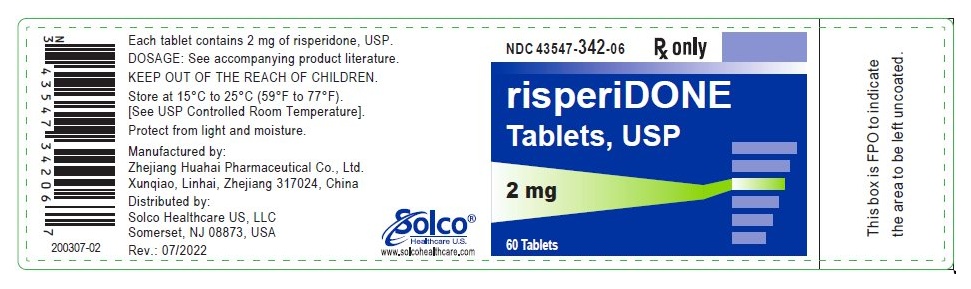 N
3 43547 34206 7
200307-02
Each tablet contains 2 mg of risperidone, USP.
DOSAGE: See accompanying product literature.
KEEP OUT OF THE REACH OF CHILDREN.
Store at 15°C to 25°C (59°F to 77°F).
[See USP Controlled Room Temperature].
Protect from light and moisture.
Manufactured by:
Zhejiang Huahai Pharmaceutical Co., Ltd.
Xunqiao, Linhai, Zhejiang 317024, China
Distributed by:
Solco Healthcare US, LLC
Somerset, NJ 08873, USA
Rev.: 07/2022
Solco®
Healthcare U.S.
www.solcohealthcare.com
NDC 43547-342-06 Rx only
risperiDONE
Tablets, USP
2 mg
60 Tablets
This box is FPO to indicate
the area to be left uncoated.